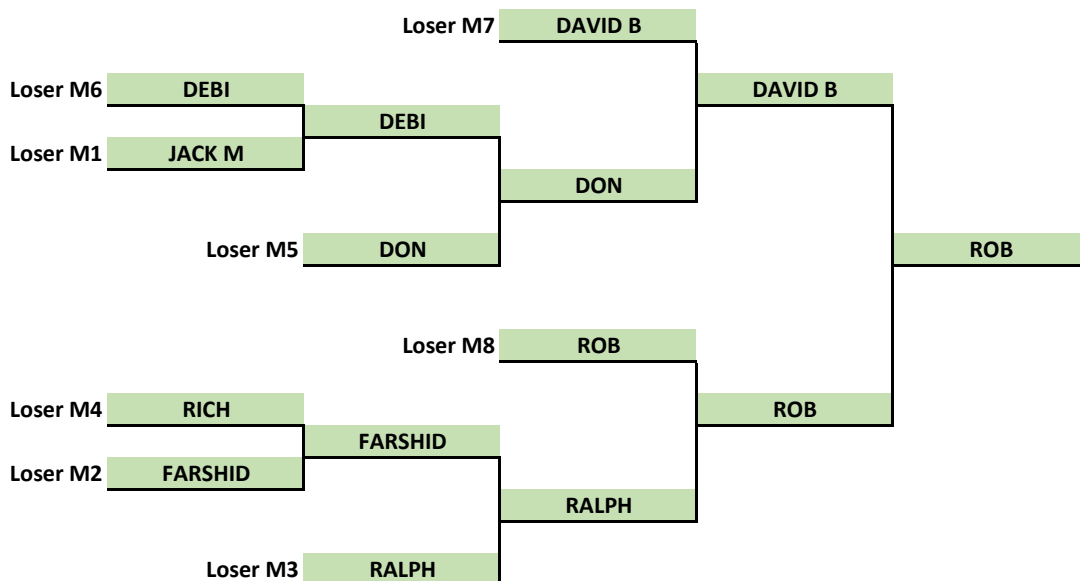 Loser M7 DAVID B
Loser M6 DEBI DAVID B
DEBI
Loser M1 JACK M
DON
Loser M5 DON ROB
Loser M8 ROB
Loser M4 RICH ROB
FARSHID
Loser M2 FARSHID
RALPH
Loser M3 RALPH